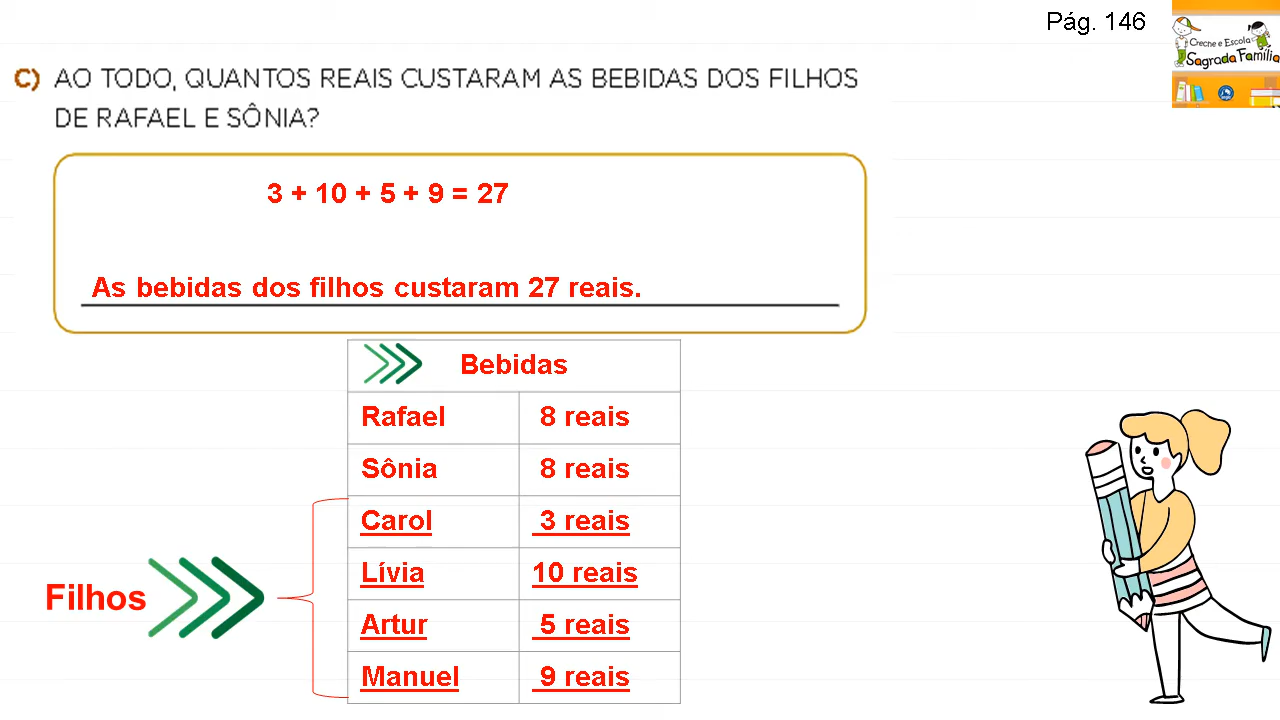 Pág. 146
Creche e Escola
Sagrada Família
C) AO TODO, QUANTOS REAIS CUSTARAM AS BEBIDAS DOS FILHOS
DE RAFAEL E SÔNIA?
3 + 10 + 5 + 9 = 27
As bebidas dos filhos custaram 27 reais.
Bebidas
Rafael 8 reais
Sônia 8 reais
Carol 3 reais
Lívia 10 reais
Filhos
Artur 5 reais
Manuel 9 reais